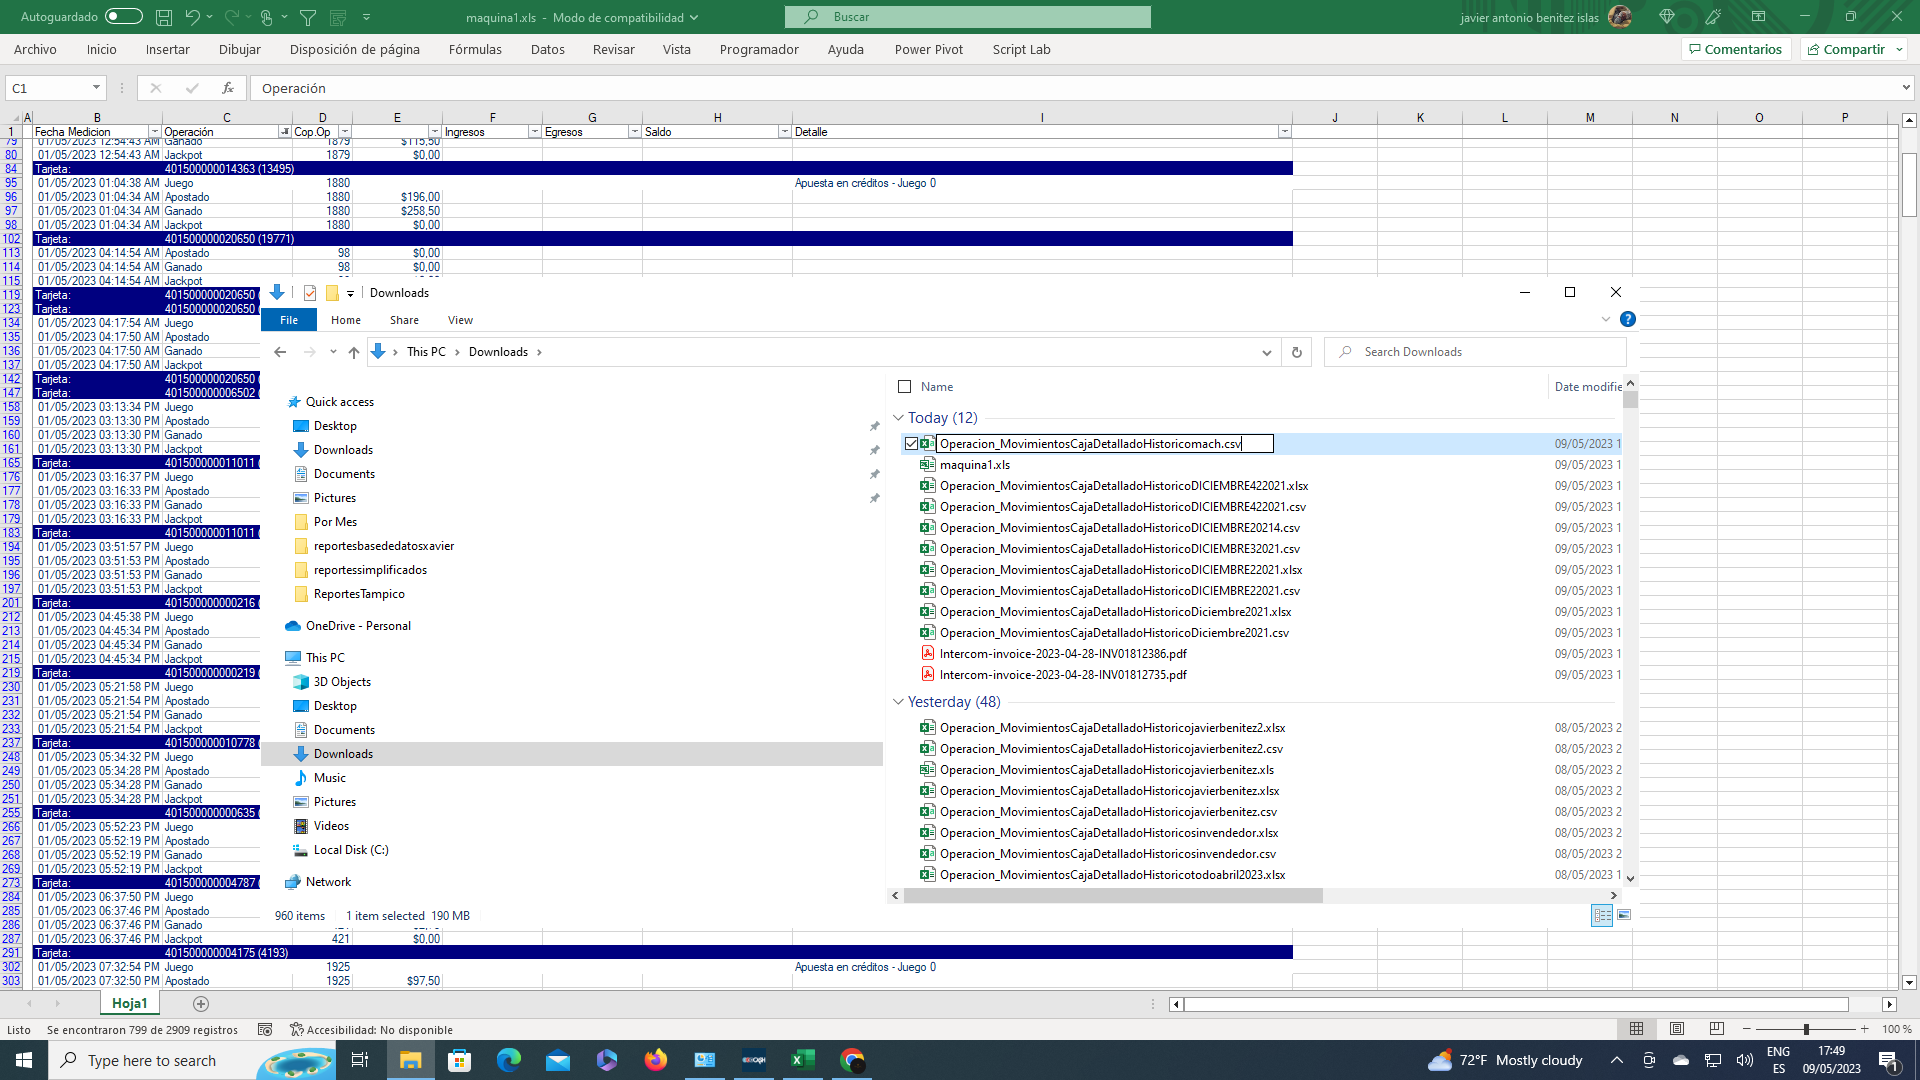 Autoguardado
maquina1.xls - Modo de compatibilidad
Buscar
javier antonio benitez islas
Archivo Inicio Insertar Dibujar Disposición de página Fórmulas Datos Revisar Vista Programador Ayuda Power Pivot Script Lab
Comentarios Compartir
C1 fx Operación
A B C D E F G H I J K L M N O P
1 Fecha Medicion Operación Cop.Op Ingresos Egresos Saldo Detalle
79 01/05/2023 12:54:43 AM Ganado 1879 $115,50
80 01/05/2023 12:54:43 AM Jackpot 1879 $0,00
84 Tarjeta: 401500000014363 (13495)
95 01/05/2023 01:04:38 AM Juego 1880 Apuesta en créditos - Juego 0
96 01/05/2023 01:04:34 AM Apostado 1880 $196,00
97 01/05/2023 01:04:34 AM Ganado 1880 $258,50
98 01/05/2023 01:04:34 AM Jackpot 1880 $0,00
102 Tarjeta: 401500000020650 (19771)
113 01/05/2023 04:14:54 AM Apostado 98 $0,00
114 01/05/2023 04:14:54 AM Ganado 98 $0,00
115 01/05/2023 04:14:54 AM Jackpot
119 Tarjeta: 401500000020650 (
123 Tarjeta: 401500000020650 (
134 01/05/2023 04:17:54 AM Juego
135 01/05/2023 04:17:50 AM Apostado
136 01/05/2023 04:17:50 AM Ganado
137 01/05/2023 04:17:50 AM Jackpot
142 Tarjeta: 401500000020650 (
147 Tarjeta: 401500000006502 (
158 01/05/2023 03:13:34 PM Juego
159 01/05/2023 03:13:30 PM Apostado
160 01/05/2023 03:13:30 PM Ganado
161 01/05/2023 03:13:30 PM Jackpot
165 Tarjeta: 401500000011011 (
176 01/05/2023 03:16:37 PM Juego
177 01/05/2023 03:16:33 PM Apostado
178 01/05/2023 03:16:33 PM Ganado
179 01/05/2023 03:16:33 PM Jackpot
183 Tarjeta: 401500000011011 (
194 01/05/2023 03:51:57 PM Juego
195 01/05/2023 03:51:53 PM Apostado
196 01/05/2023 03:51:53 PM Ganado
197 01/05/2023 03:51:53 PM Jackpot
201 Tarjeta: 401500000000216 (
212 01/05/2023 04:45:38 PM Juego
213 01/05/2023 04:45:34 PM Apostado
214 01/05/2023 04:45:34 PM Ganado
215 01/05/2023 04:45:34 PM Jackpot
219 Tarjeta: 401500000000219 (
230 01/05/2023 05:21:58 PM Juego
231 01/05/2023 05:21:54 PM Apostado
232 01/05/2023 05:21:54 PM Ganado
233 01/05/2023 05:21:54 PM Jackpot
237 Tarjeta: 401500000010778 (
248 01/05/2023 05:34:32 PM Juego
249 01/05/2023 05:34:28 PM Apostado
250 01/05/2023 05:34:28 PM Ganado
251 01/05/2023 05:34:28 PM Jackpot
255 Tarjeta: 401500000000635 (
266 01/05/2023 05:52:23 PM Juego
267 01/05/2023 05:52:19 PM Apostado
268 01/05/2023 05:52:19 PM Ganado
269 01/05/2023 05:52:19 PM Jackpot
273 Tarjeta: 401500000004787 (
284 01/05/2023 06:37:50 PM Juego
285 01/05/2023 06:37:46 PM Apostado
286 01/05/2023 06:37:46 PM Ganado
287 01/05/2023 06:37:46 PM Jackpot 421 $0,00
291 Tarjeta: 401500000004175 (4193)
302 01/05/2023 07:32:54 PM Juego 1925 Apuesta en créditos - Juego 0
303 01/05/2023 07:32:50 PM Apostado 1925 $97,50
Downloads
File Home Share View
This PC Downloads
Search Downloads
Quick access
Desktop
Downloads
Documents
Pictures
Por Mes
reportesbasededatosxavier
reportessimplificados
ReportesTampico
OneDrive - Personal
This PC
3D Objects
Desktop
Documents
Downloads
Music
Pictures
Videos
Local Disk (C:)
Network
Name Date modifie
Today (12)
Operacion_MovimientosCajaDetalladoHistoricomach.csv 09/05/2023 1
maquina1.xls 09/05/2023 1
Operacion_MovimientosCajaDetalladoHistoricoDICIEMBRE422021.xlsx 09/05/2023 1
Operacion_MovimientosCajaDetalladoHistoricoDICIEMBRE422021.csv 09/05/2023 1
Operacion_MovimientosCajaDetalladoHistoricoDICIEMBRE20214.csv 09/05/2023 1
Operacion_MovimientosCajaDetalladoHistoricoDICIEMBRE32021.csv 09/05/2023 1
Operacion_MovimientosCajaDetalladoHistoricoDICIEMBRE22021.xlsx 09/05/2023 1
Operacion_MovimientosCajaDetalladoHistoricoDICIEMBRE22021.csv 09/05/2023 1
Operacion_MovimientosCajaDetalladoHistoricoDiciembre2021.xlsx 09/05/2023 1
Operacion_MovimientosCajaDetalladoHistoricoDiciembre2021.csv 09/05/2023 1
Intercom-invoice-2023-04-28-INV01812386.pdf 09/05/2023 1
Intercom-invoice-2023-04-28-INV01812735.pdf 09/05/2023 1
Yesterday (48)
Operacion_MovimientosCajaDetalladoHistoricojavierbenitez2.xlsx 08/05/2023 2
Operacion_MovimientosCajaDetalladoHistoricojavierbenitez2.csv 08/05/2023 2
Operacion_MovimientosCajaDetalladoHistoricojavierbenitez.xls 08/05/2023 2
Operacion_MovimientosCajaDetalladoHistoricojavierbenitez.xlsx 08/05/2023 2
Operacion_MovimientosCajaDetalladoHistoricojavierbenitez.csv 08/05/2023 2
Operacion_MovimientosCajaDetalladoHistoricosinvendedor.xlsx 08/05/2023 2
Operacion_MovimientosCajaDetalladoHistoricosinvendedor.csv 08/05/2023 2
Operacion_MovimientosCajaDetalladoHistoricotodoabril2023.xlsx 08/05/2023 2
960 items 1 item selected 190 MB
Hoja1
Listo Se encontraron 799 de 2909 registros Accesibilidad: No disponible 100 %
Type here to search
72°F Mostly cloudy
ENG
ES
17:49
09/05/2023
1